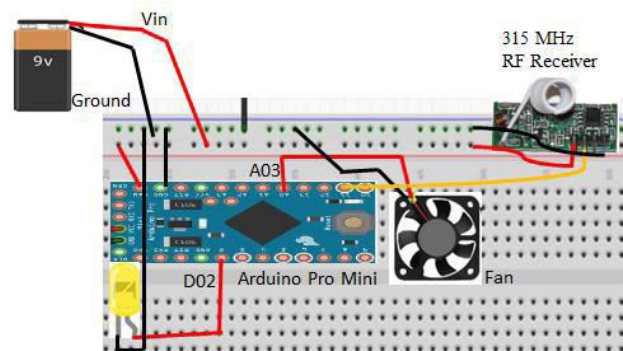 Vin
315 MHz
RF Receiver
9v
Ground
A03
D02
Arduino Pro Mini
Fan